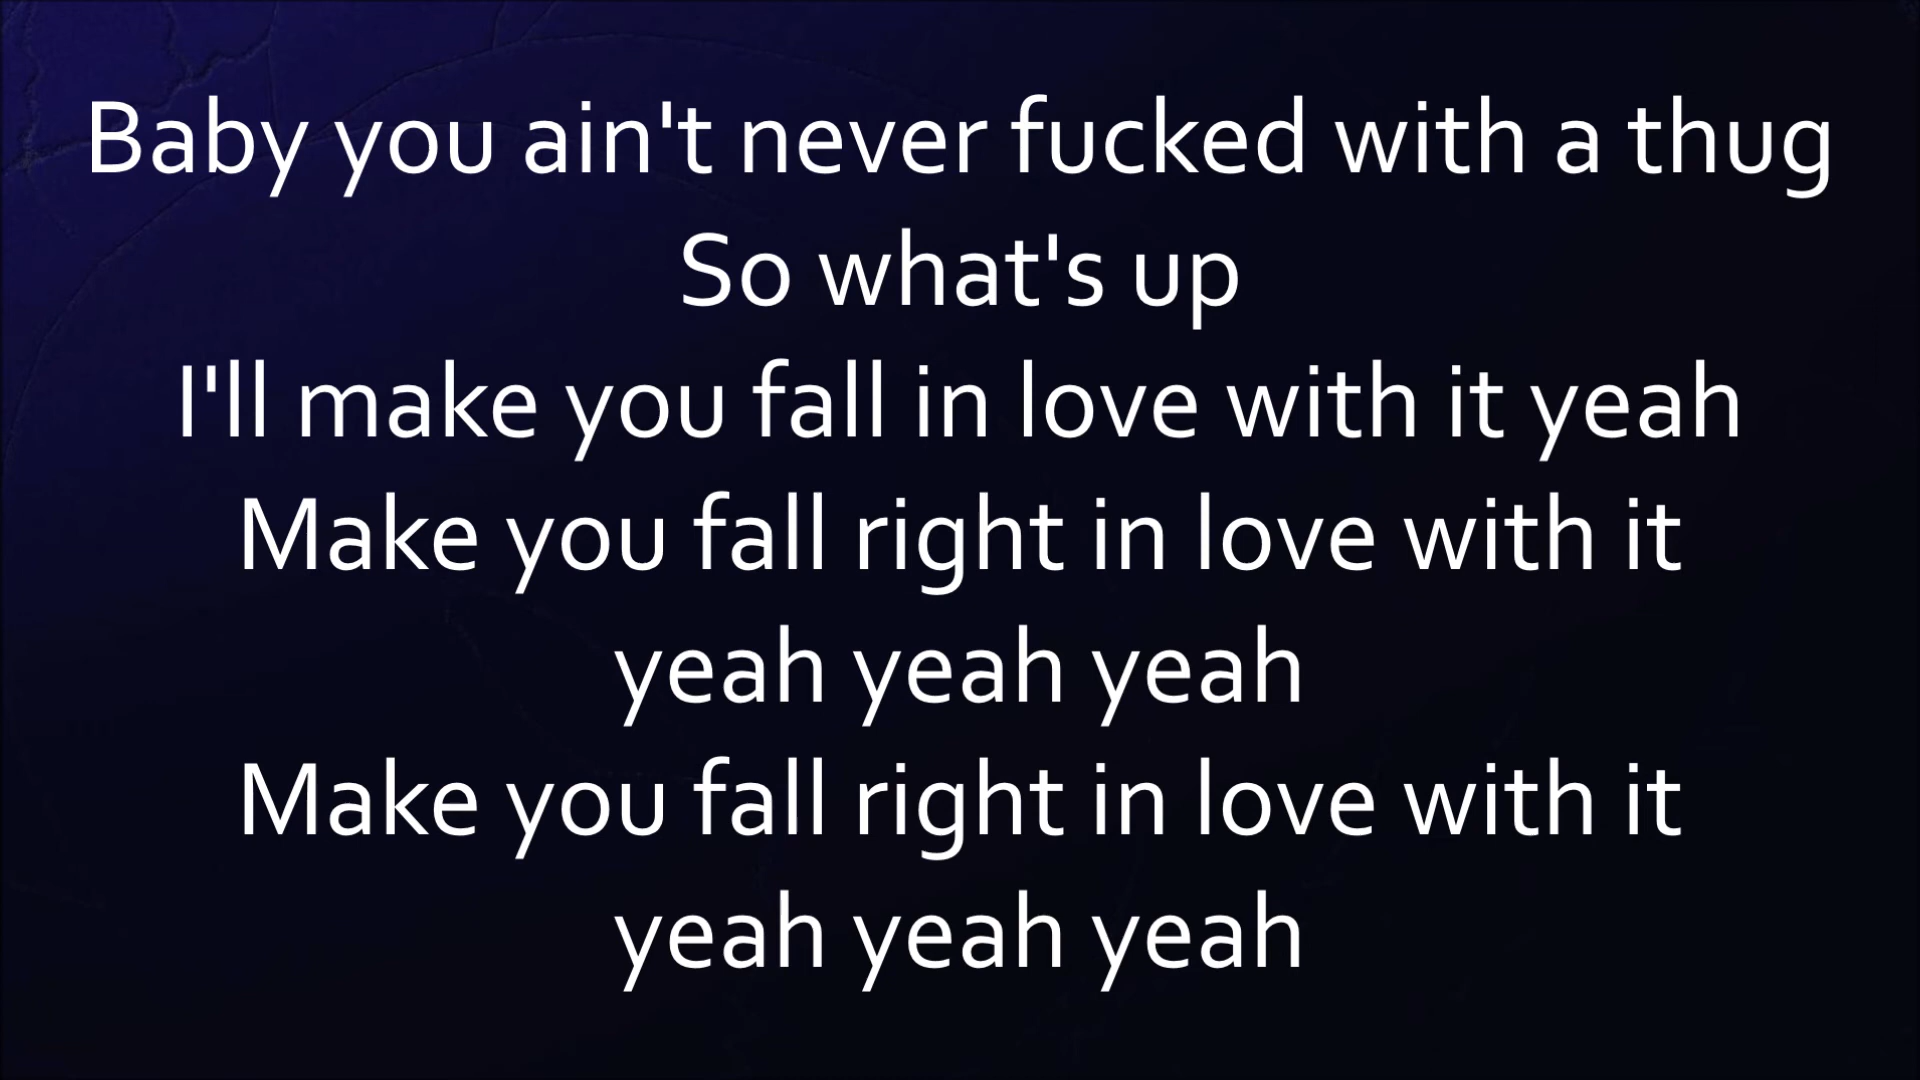 Baby you ain't never fucked with a thug
So what's up
I'll make you fall in love with it yeah
Make you fall right in love with it
yeah yeah yeah
Make you fall right in love with it
yeah yeah yeah